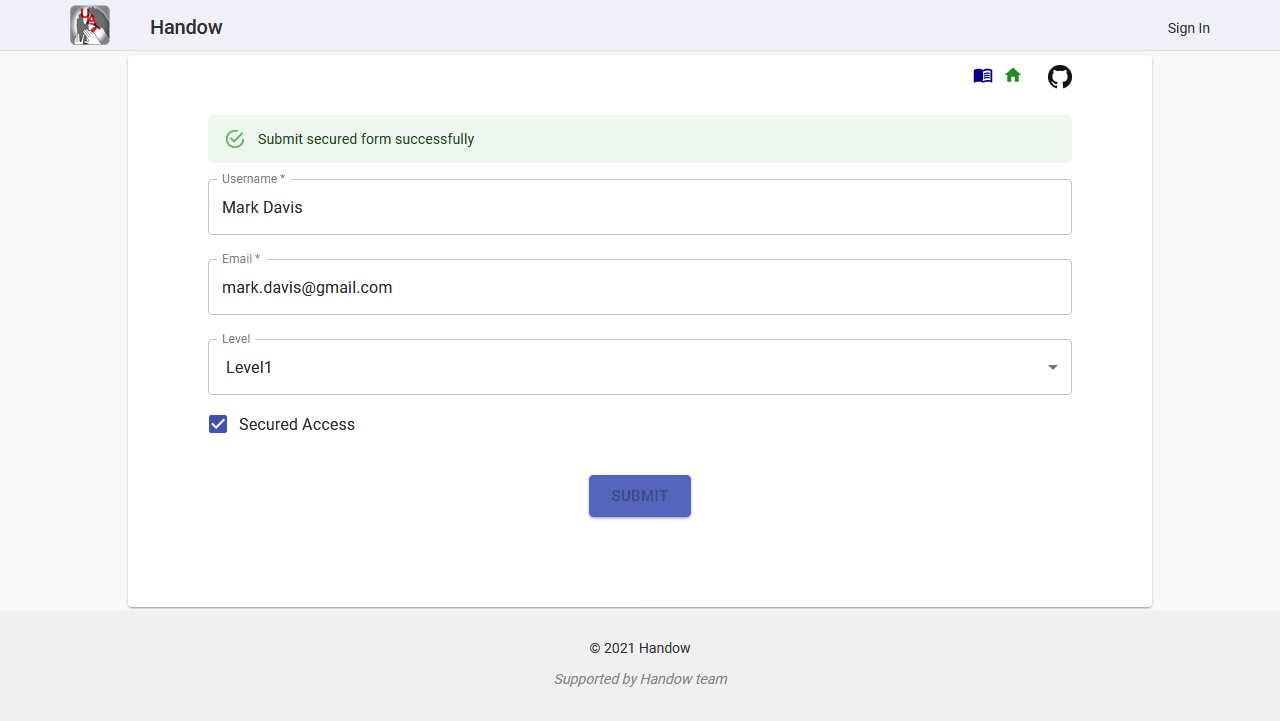 UA
Handow
Sign In
Submit secured form successfully
Username *
Mark Davis
Email *
mark.davis@gmail.com
Level
Level1
Secured Access
SUBMIT
© 2021 Handow
Supported by Handow team